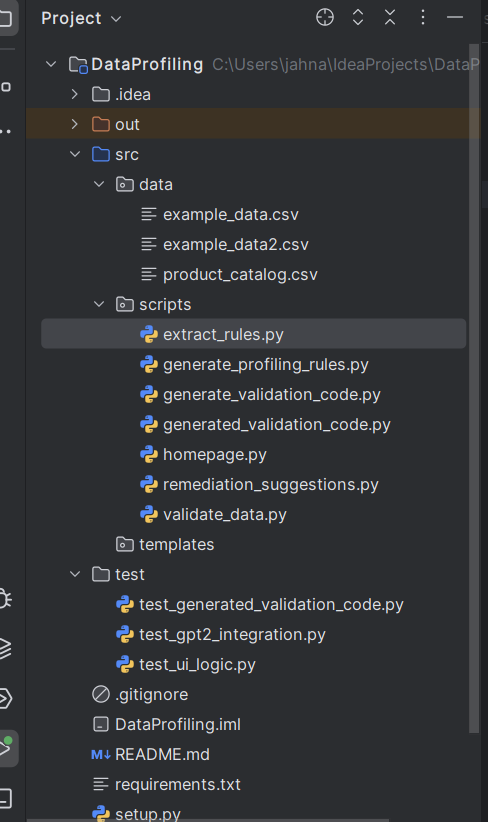 Project
DataProfiling C:\Users\jahna\IdeaProjects\DataP
.idea
out
src
data
example_data.csv
example_data2.csv
product_catalog.csv
scripts
extract_rules.py
generate_profiling_rules.py
generate_validation_code.py
generated_validation_code.py
homepage.py
remediation_suggestions.py
validate_data.py
templates
test
test_generated_validation_code.py
test_gpt2_integration.py
test_ui_logic.py
.gitignore
DataProfiling.iml
M↓ README.md
requirements.txt
setup.py